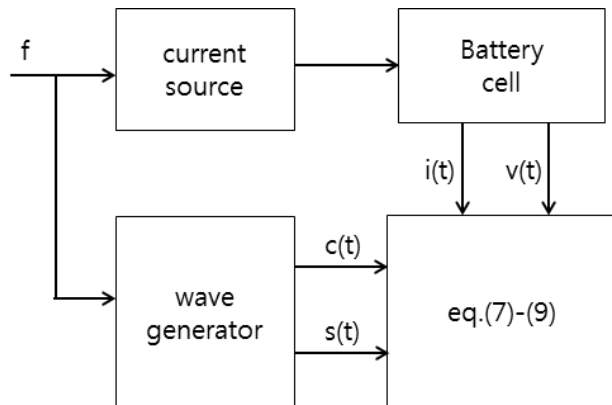 f
current
source
Battery
cell
i(t)
v(t)
wave
generator
c(t)
s(t)
eq.(7)-(9)